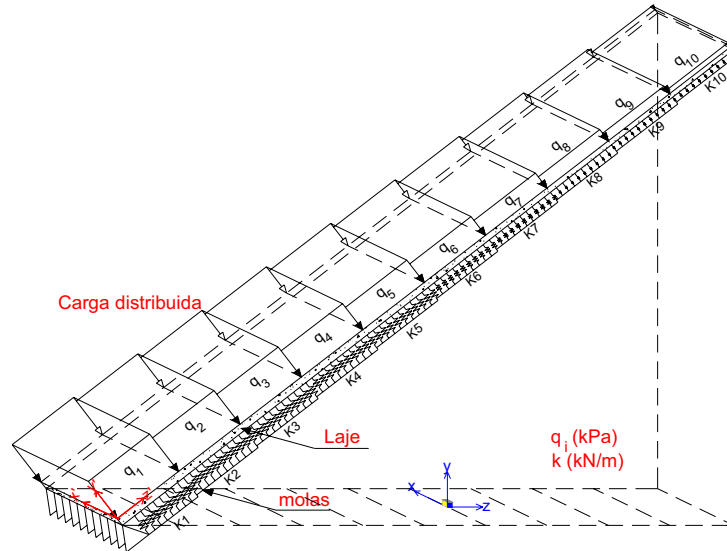 q10
K10
q9
K9
q8
K8
q7
K7
q6
K6
Carga distribuida
q5
K5
q4
K4
q3
K3
Laje
q i (kPa)
k (kN/m)
q2
K2
q1
K1
molas
y
x
z